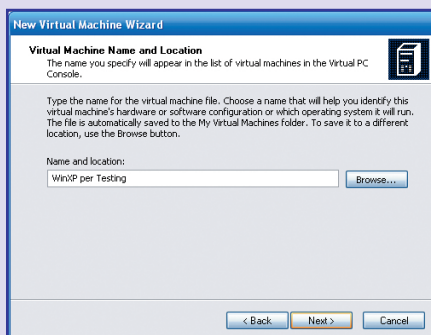 New Virtual Machine Wizard
Virtual Machine Name and Location
The name you specify will appear in the list of virtual machines in the Virtual PC
Console.
Type the name for the virtual machine file. Choose a name that will help you identify this
virtual machine's hardware or software configuration or which operating system it will run.
The file is automatically saved to the My Virtual Machines folder. To save it to a different
location, use the Browse button.
Name and location:
WinXP per Testing
Browse...
< Back
Next >
Cancel